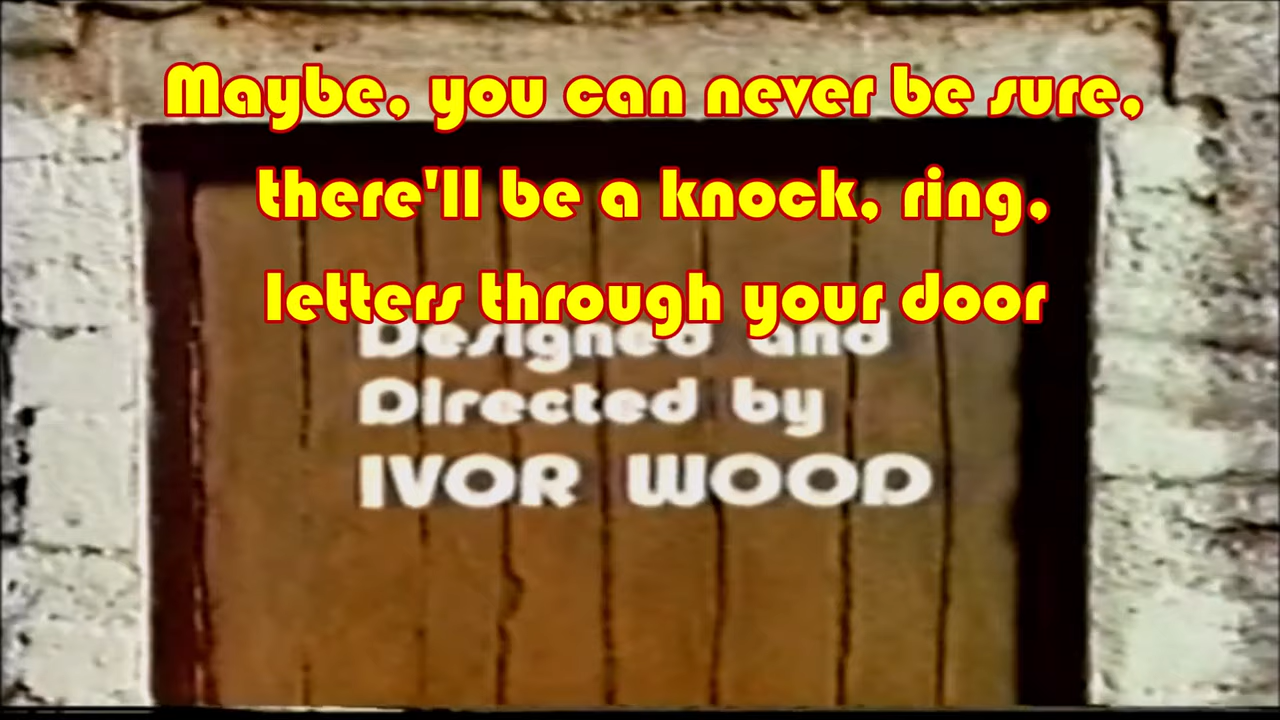 Maybe, you can never be sure,
there'll be a knock, ring,
letters through your door
Designed and
Directed by
IVOR WOOD